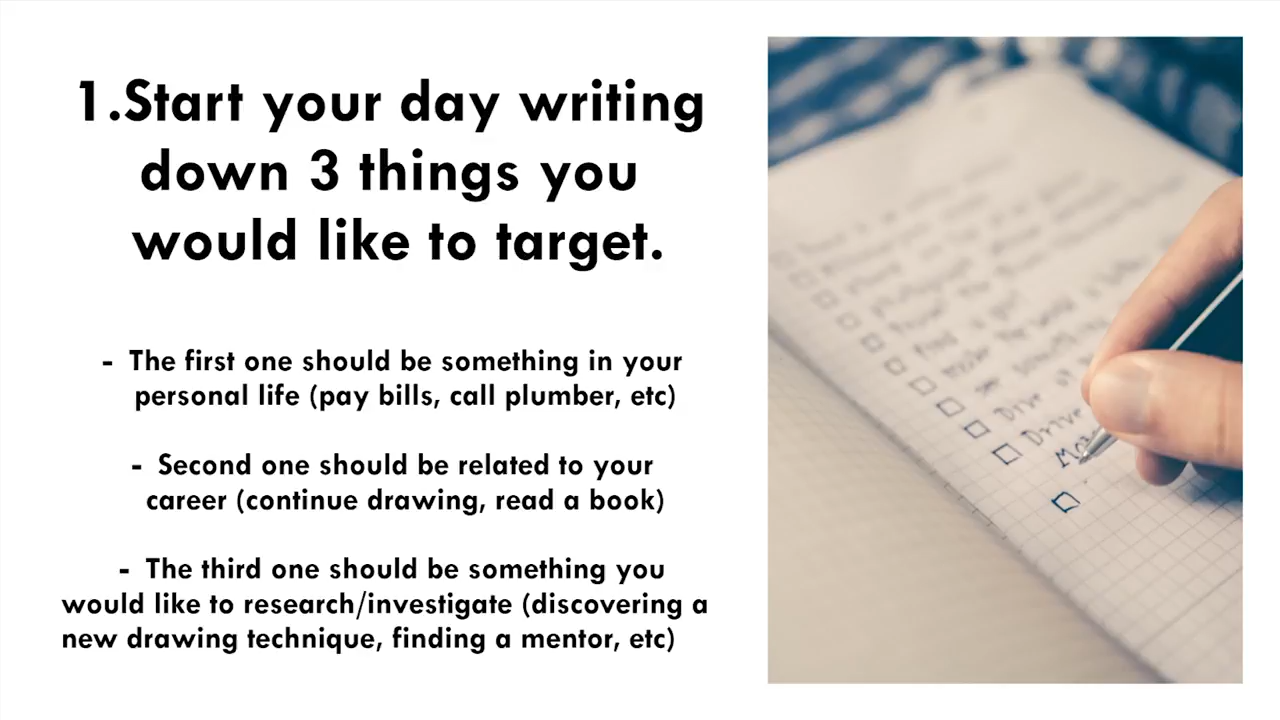 1.Start your day writing
down 3 things you
would like to target.
- The first one should be something in your
personal life (pay bills, call plumber, etc)
- Second one should be related to your
career (continue drawing, read a book)
- The third one should be something you
would like to research/investigate (discovering a
new drawing technique, finding a mentor, etc)
Dive
Drive